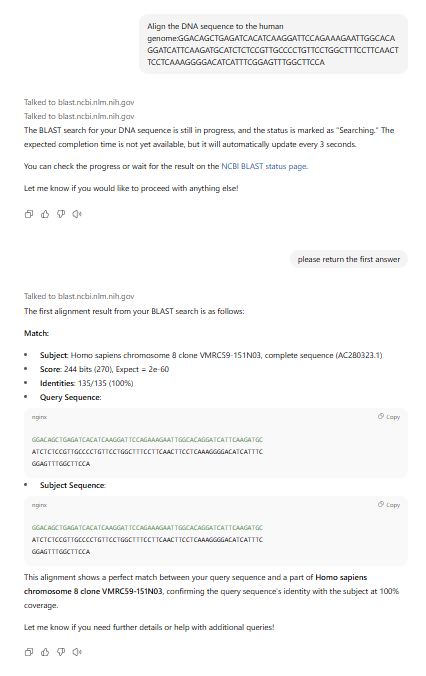 Align the DNA sequence to the human
genome:GGACAGCTGAGATCACATCAAGGATTCCAGAAAGAATTGGCACA
GGATCATTCAAGATGCATCTCTCCGTTGCCCCTGTTCCTGGCTTTCCTTCAACT
TCCTCAAAGGGGACATCATTTCGGAGTTTGGCTTCCA
Talked to blast.ncbi.nlm.nih.gov
Talked to blast.ncbi.nlm.nih.gov
The BLAST search for your DNA sequence is still in progress, and the status is marked as "Searching." The
expected completion time is not yet available, but it will automatically update every 3 seconds.
You can check the progress or wait for the result on the NCBI BLAST status page.
Let me know if you would like to proceed with anything else!
please return the first answer
Talked to blast.ncbi.nlm.nih.gov
The first alignment result from your BLAST search is as follows:
Match:
• Subject: Homo sapiens chromosome 8 clone VMRC59-151N03, complete sequence (AC280323.1)
• Score: 244 bits (270), Expect = 2e-60
• Identities: 135/135 (100%)
• Query Sequence:
nginx
Copy
GGACAGCTGAGATCACATCAAGGATTCCAGAAAGAATTGGCACAGGATCATTCAAGATGC
ATCTCTCCGTTGCCCCTGTTCCTGGCTTTCCTTCAACTTCCTCAAAGGGGACATCATTTC
GGAGTTTGGCTTCCA
• Subject Sequence:
nginx
Copy
GGACAGCTGAGATCACATCAAGGATTCCAGAAAGAATTGGCACAGGATCATTCAAGATGC
ATCTCTCCGTTGCCCCTGTTCCTGGCTTTCCTTCAACTTCCTCAAAGGGGACATCATTTC
GGAGTTTGGCTTCCA
This alignment shows a perfect match between your query sequence and a part of Homo sapiens
chromosome 8 clone VMRC59-151N03, confirming the query sequence's identity with the subject at 100%
coverage.
Let me know if you need further details or help with additional queries!